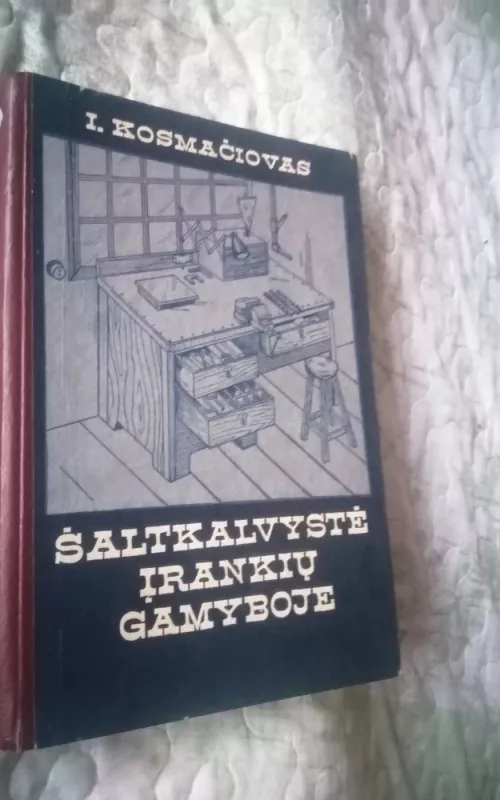 I. KOSMAČIOVAS
ŠALTKALVYSTĖ
ĮRANKIŲ
GAMYBOJE